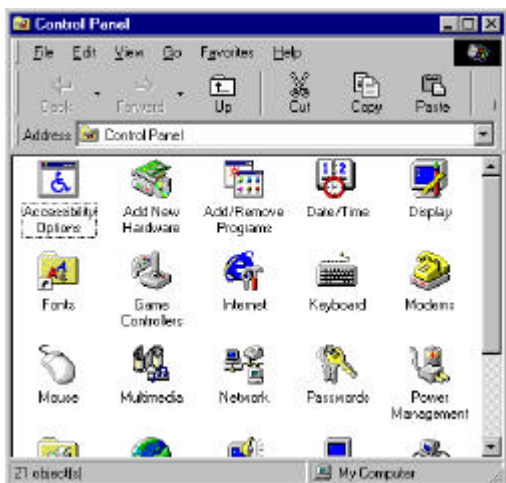 Control Panel
File Edit View Go Favorites Help
Back Forward Up Cut Copy Paste
Address Control Panel
Accessibility Options
Add New Hardware
Add/Remove Programs
Date/Time
Display
Fonts
Game Controllers
Internet
Keyboard
Modems
Mouse
Multimedia
Network
Passwords
Power Management
21 object(s)
My Computer